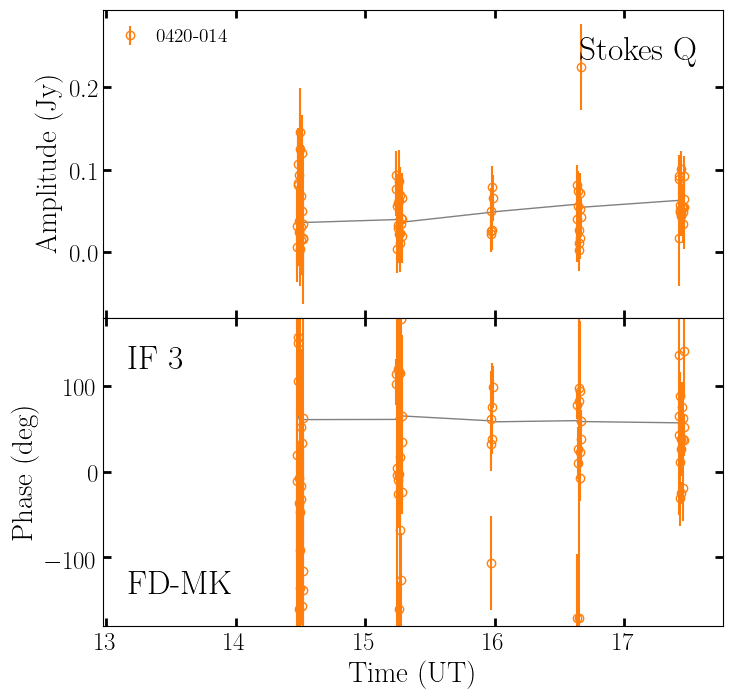 0420-014
Stokes Q
Amplitude (Jy)
0.2
0.1
0.0
IF 3
FD-MK
Phase (deg)
100
0
−100
13 14 15 16 17
Time (UT)